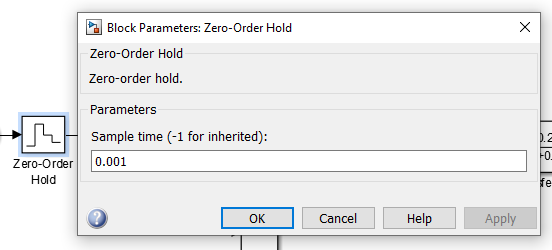 Block Parameters: Zero-Order Hold
Zero-Order Hold
Zero-order hold.
Parameters
Sample time (-1 for inherited):
0.001
OK Cancel Help Apply
Zero-Order
Hold